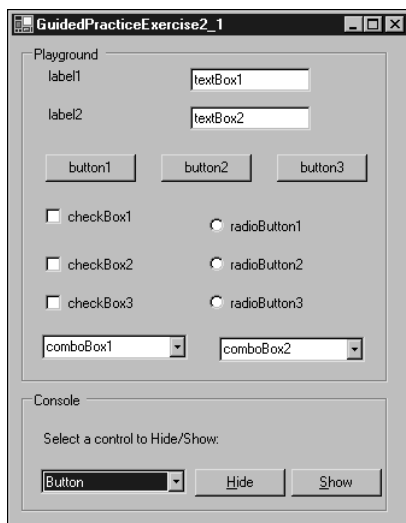 GuidedPracticeExercise2_1
Playground
label1 textBox1
label2 textBox2
button1 button2 button3
checkBox1 radioButton1
checkBox2 radioButton2
checkBox3 radioButton3
comboBox1 comboBox2
Console
Select a control to Hide/Show:
Button Hide Show